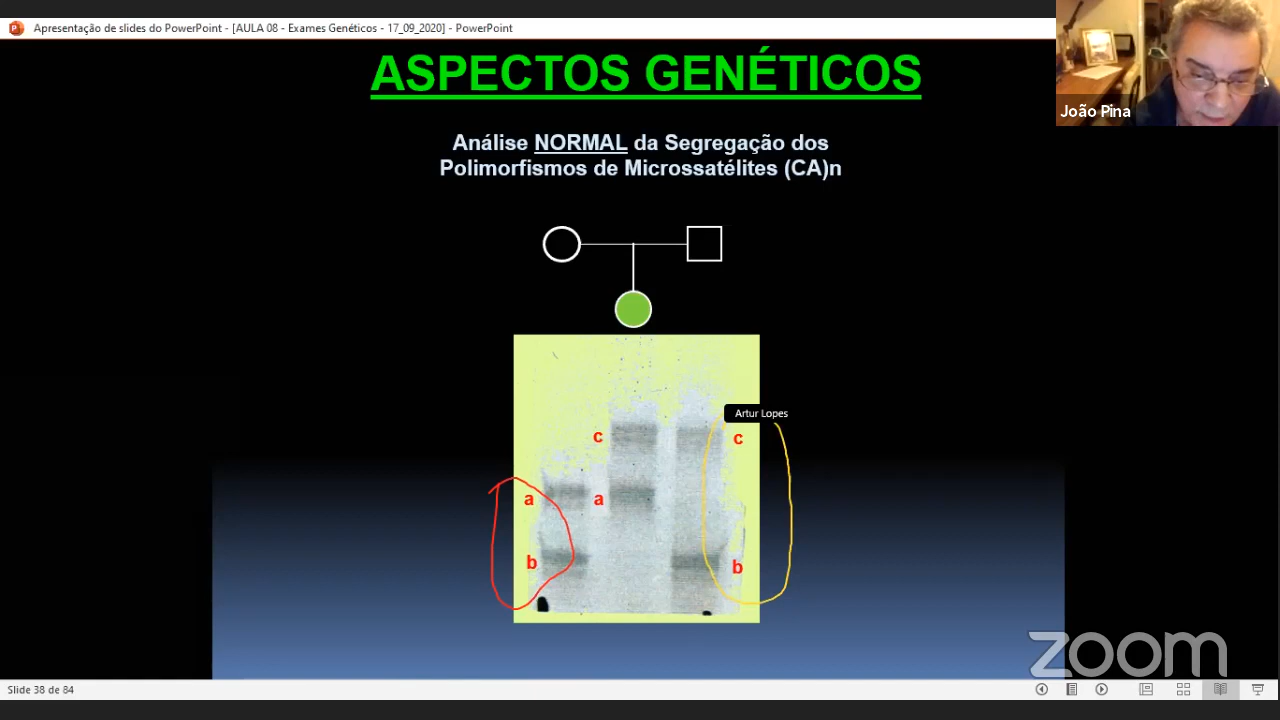 Apresentação de slides do PowerPoint - [AULA 08 - Exames Genéticos - 17_09_2020] - PowerPoint
ASPECTOS GENÉTICOS
João Pina
Análise NORMAL da Segregação dos
Polimorfismos de Microssatélites (CA)n
Artur Lopes
c c
a a
b b
zoom
Slide 38 de 84